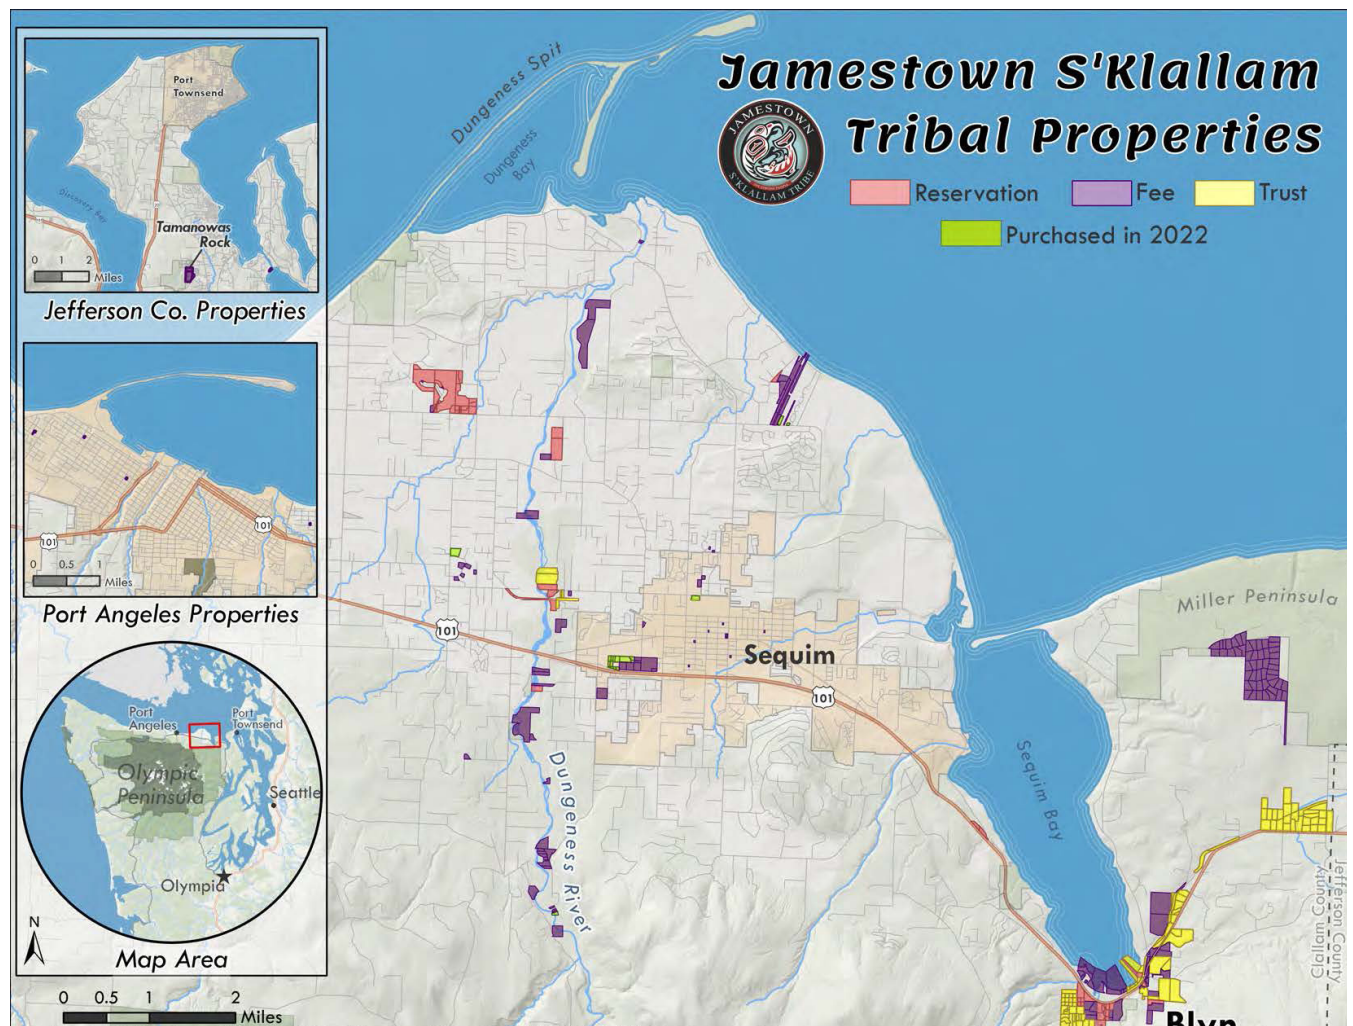 Jamestown S'Klallam
Tribal Properties
JAMESTOWN
S'KLALLAM TRIBE
Reservation
Fee
Trust
Purchased in 2022
Port
Townsend
Discovery Bay
Tamanowas
Rock
0 1 2
Miles
Jefferson Co. Properties
101
101
0 0.5 1
Miles
Port Angeles Properties
Port
Angeles
Port
Townsend
Olympic
Peninsula
Seattle
Olympia
N
Map Area
0 0.5 1 2
Miles
Dungeness Spit
Dungeness
Bay
101
Sequim
101
Miller Peninsula
Sequim Bay
Dungeness River
Jefferson County
Clallam County
Blyn